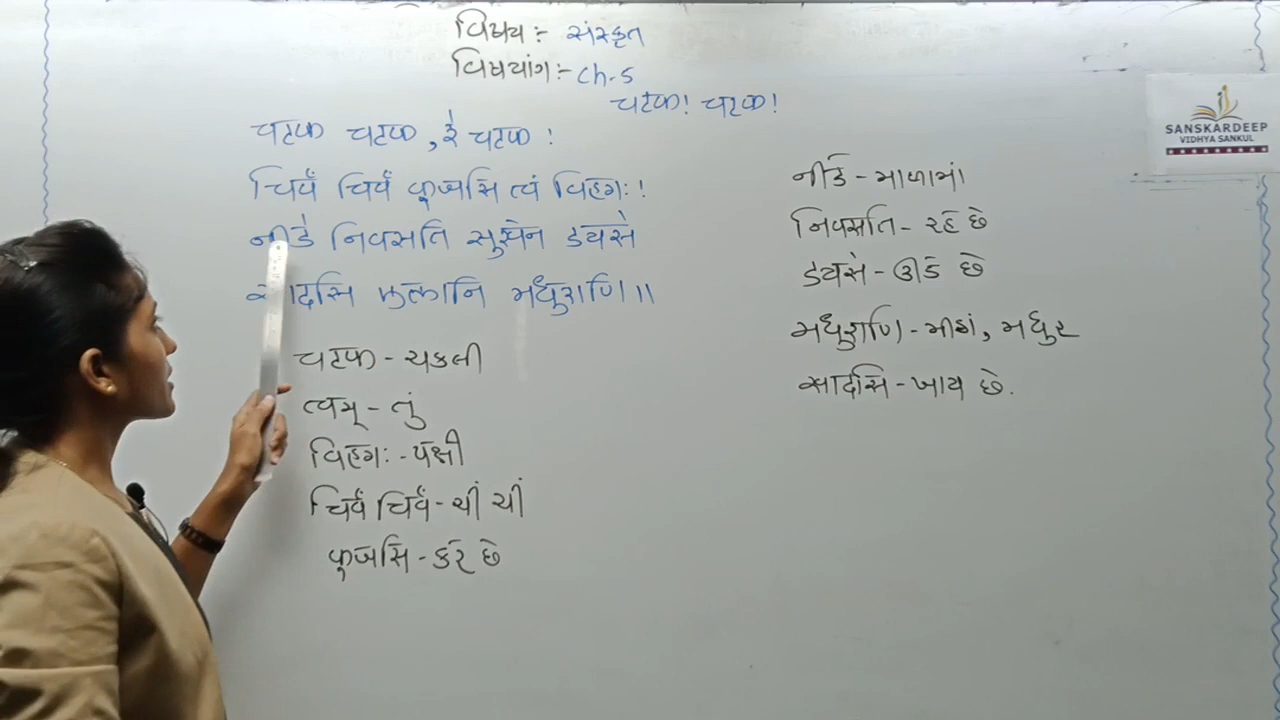 વિષય :- संस्कृत
વિષયાંગ :- Ch-5
चटक! चटक!
चटक चटक, रे चटक !
चिवँ चिवँ कूजसि त्वं विहगः !
नीडे निवसति सुखेन डयसे
खादसि फलानि मधुराणि ॥
चटक - ચકલી
त्वम् - તું
विहगः - પક્ષી
चिवँ चिवँ - ચીં ચીં
कूजसि - કરે છે
नीडे - માળામાં
निवसति - રહે છે
डयसे - ઊડે છે
मधुराणि - મીઠાં, મધુર
खादसि - ખાય છે.
SANSKARDEEP
VIDHYA SANKUL